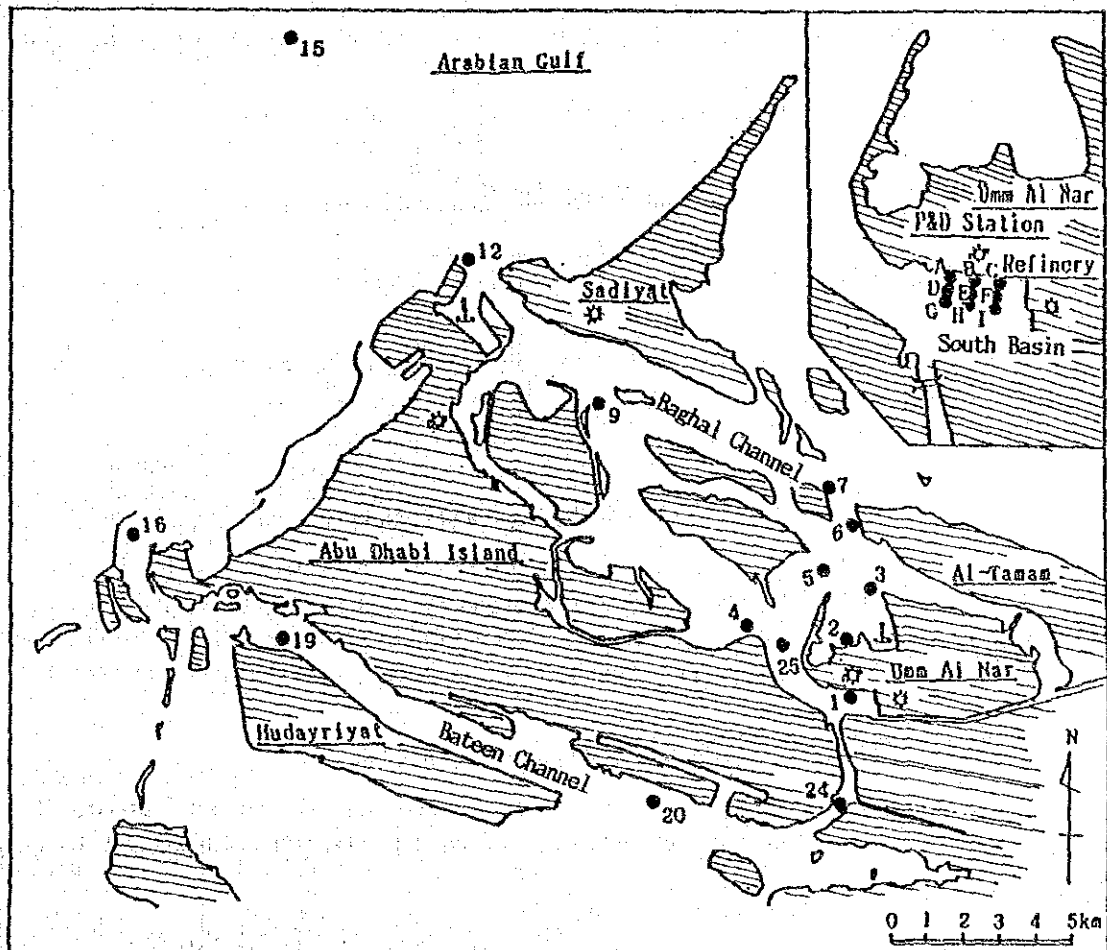 15
Arabian Gulf
Umm Al Nar
P&D Station
A B C Refinery
D E F
G H I
South Basin
12
Sadiyat
9
Baghal Channel
7
6
16
Abu Dhabi Island
5
3
Al-Tamam
4
2
25
Umm Al Nar
19
1
Hudayriyat
Bateen Channel
N
20
24
0 1 2 3 4 5km